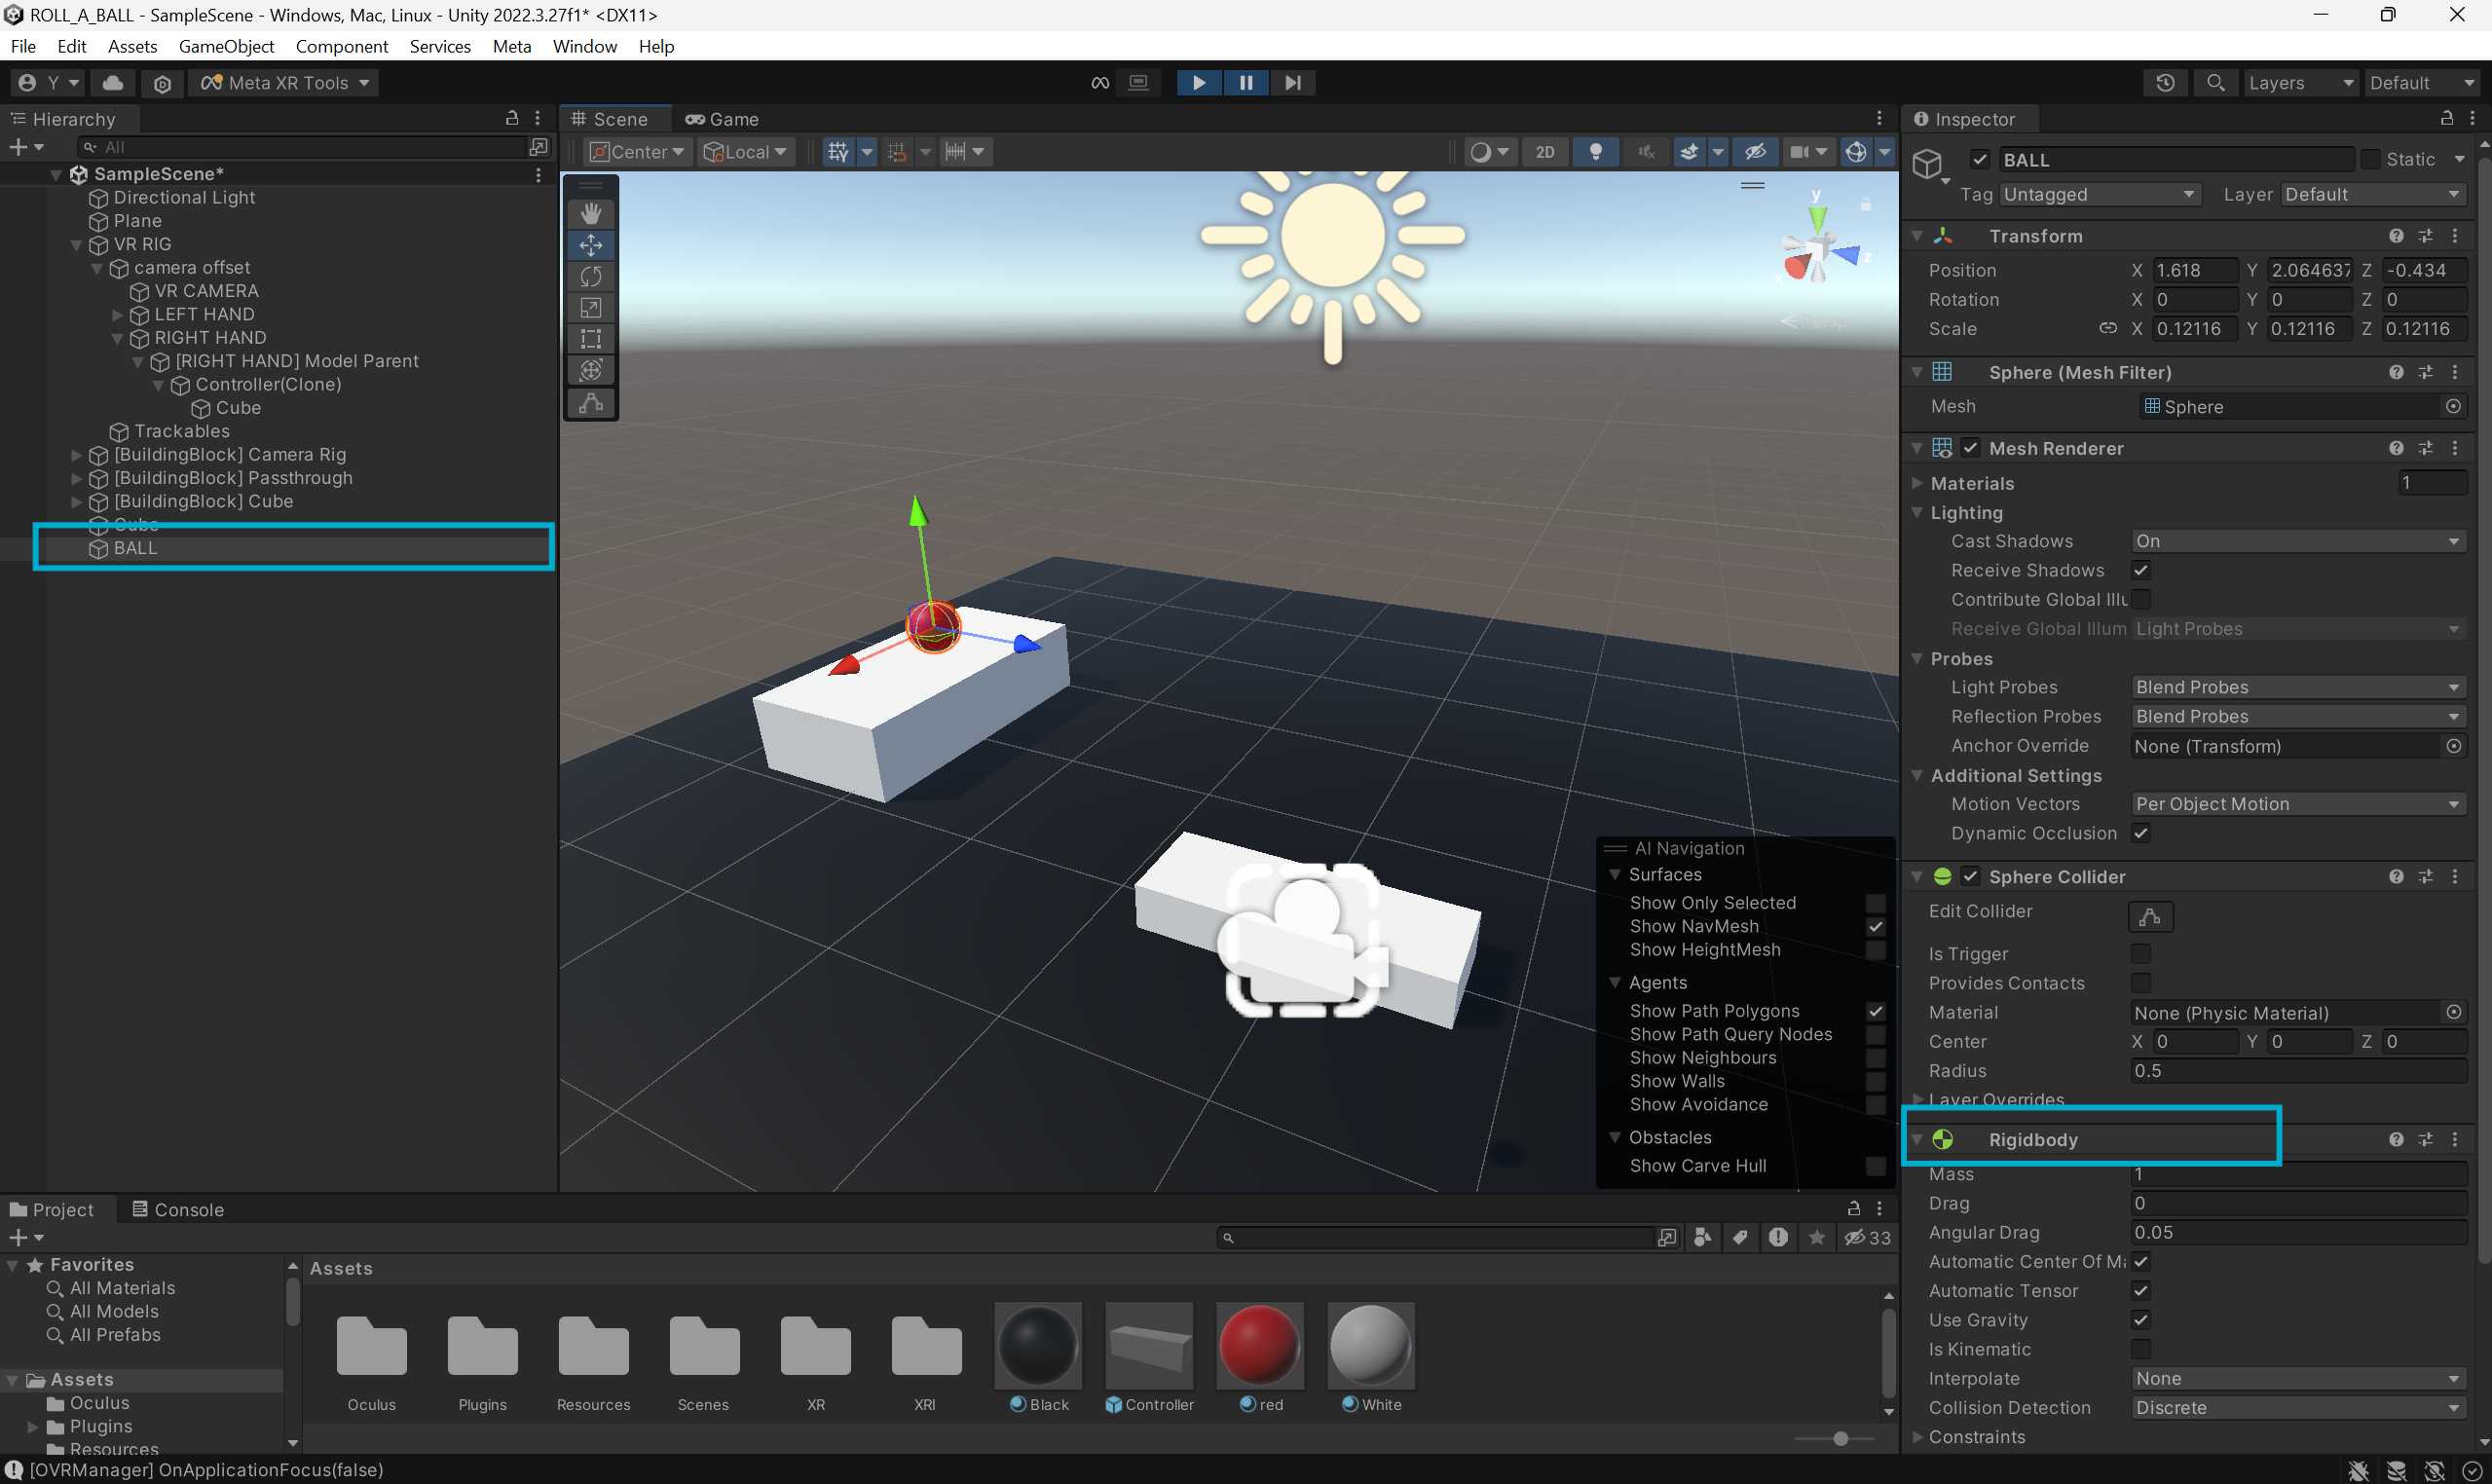 ROLL_A_BALL - SampleScene - Windows, Mac, Linux - Unity 2022.3.27f1* <DX11>
File Edit Assets GameObject Component Services Meta Window Help
Y Meta XR Tools Layers Default
Hierarchy
All
SampleScene*
Directional Light
Plane
VR RIG
camera offset
VR CAMERA
LEFT HAND
RIGHT HAND
[RIGHT HAND] Model Parent
Controller(Clone)
Cube
Trackables
[BuildingBlock] Camera Rig
[BuildingBlock] Passthrough
[BuildingBlock] Cube
Cube
BALL
Scene Game
Center Local 2D
y
z
x
Persp
AI Navigation
Surfaces
Show Only Selected
Show NavMesh
Show HeightMesh
Agents
Show Path Polygons
Show Path Query Nodes
Show Neighbours
Show Walls
Show Avoidance
Obstacles
Show Carve Hull
Inspector
BALL Static
Tag Untagged Layer Default
Transform
Position X 1.618 Y 2.064637 Z -0.434
Rotation X 0 Y 0 Z 0
Scale X 0.12116 Y 0.12116 Z 0.12116
Sphere (Mesh Filter)
Mesh Sphere
Mesh Renderer
Materials 1
Lighting
Cast Shadows On
Receive Shadows
Contribute Global Illu
Receive Global Illum Light Probes
Probes
Light Probes Blend Probes
Reflection Probes Blend Probes
Anchor Override None (Transform)
Additional Settings
Motion Vectors Per Object Motion
Dynamic Occlusion
Sphere Collider
Edit Collider
Is Trigger
Provides Contacts
Material None (Physic Material)
Center X 0 Y 0 Z 0
Radius 0.5
Layer Overrides
Rigidbody
Mass 1
Drag 0
Angular Drag 0.05
Automatic Center Of Ma
Automatic Tensor
Use Gravity
Is Kinematic
Interpolate None
Collision Detection Discrete
Constraints
Project Console
33
Favorites
All Materials
All Models
All Prefabs
Assets
Oculus
Plugins
Resources
Assets
Oculus Plugins Resources Scenes XR XRI Black Controller red White
[OVRManager] OnApplicationFocus(false)